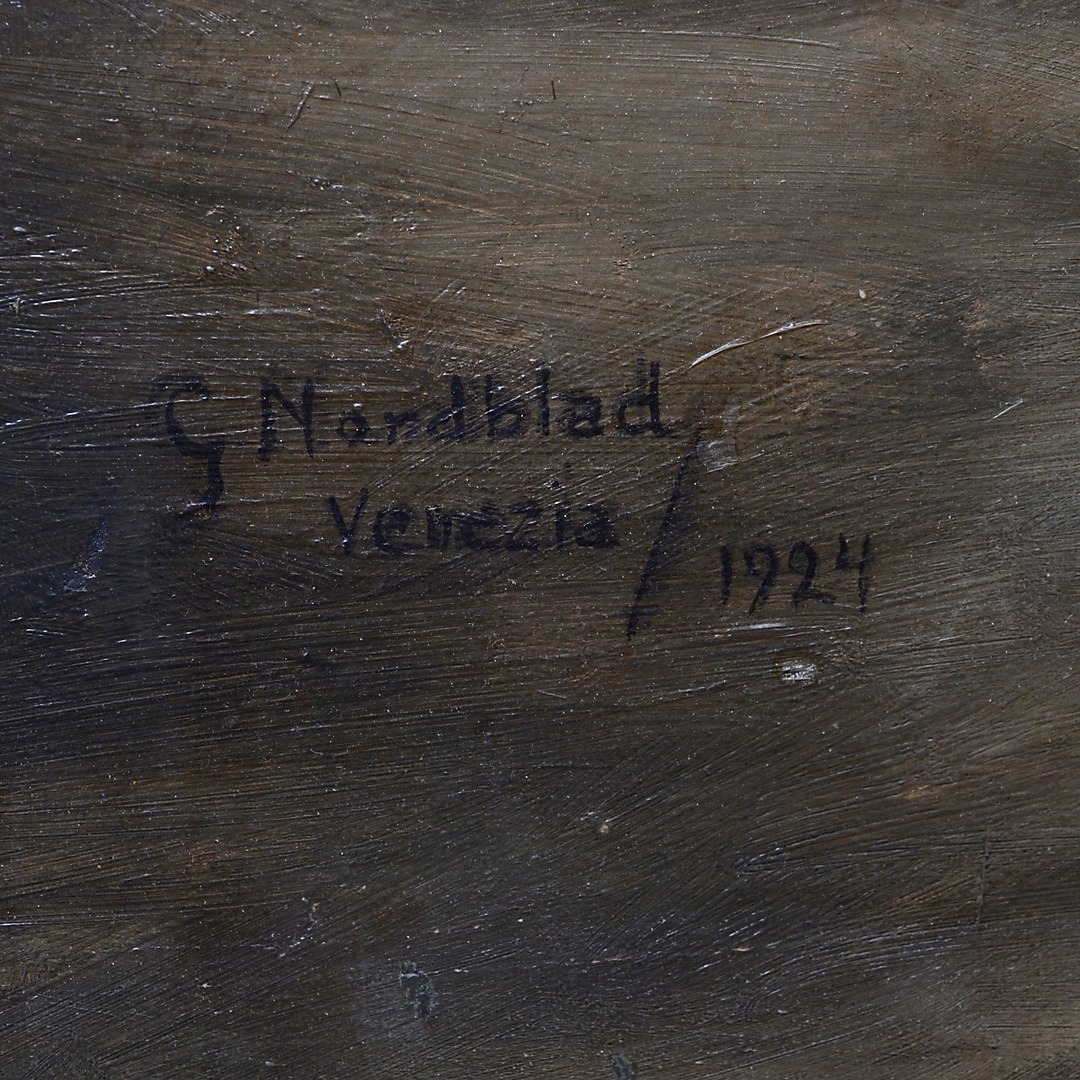 G Nordblad
Venezia / 1924